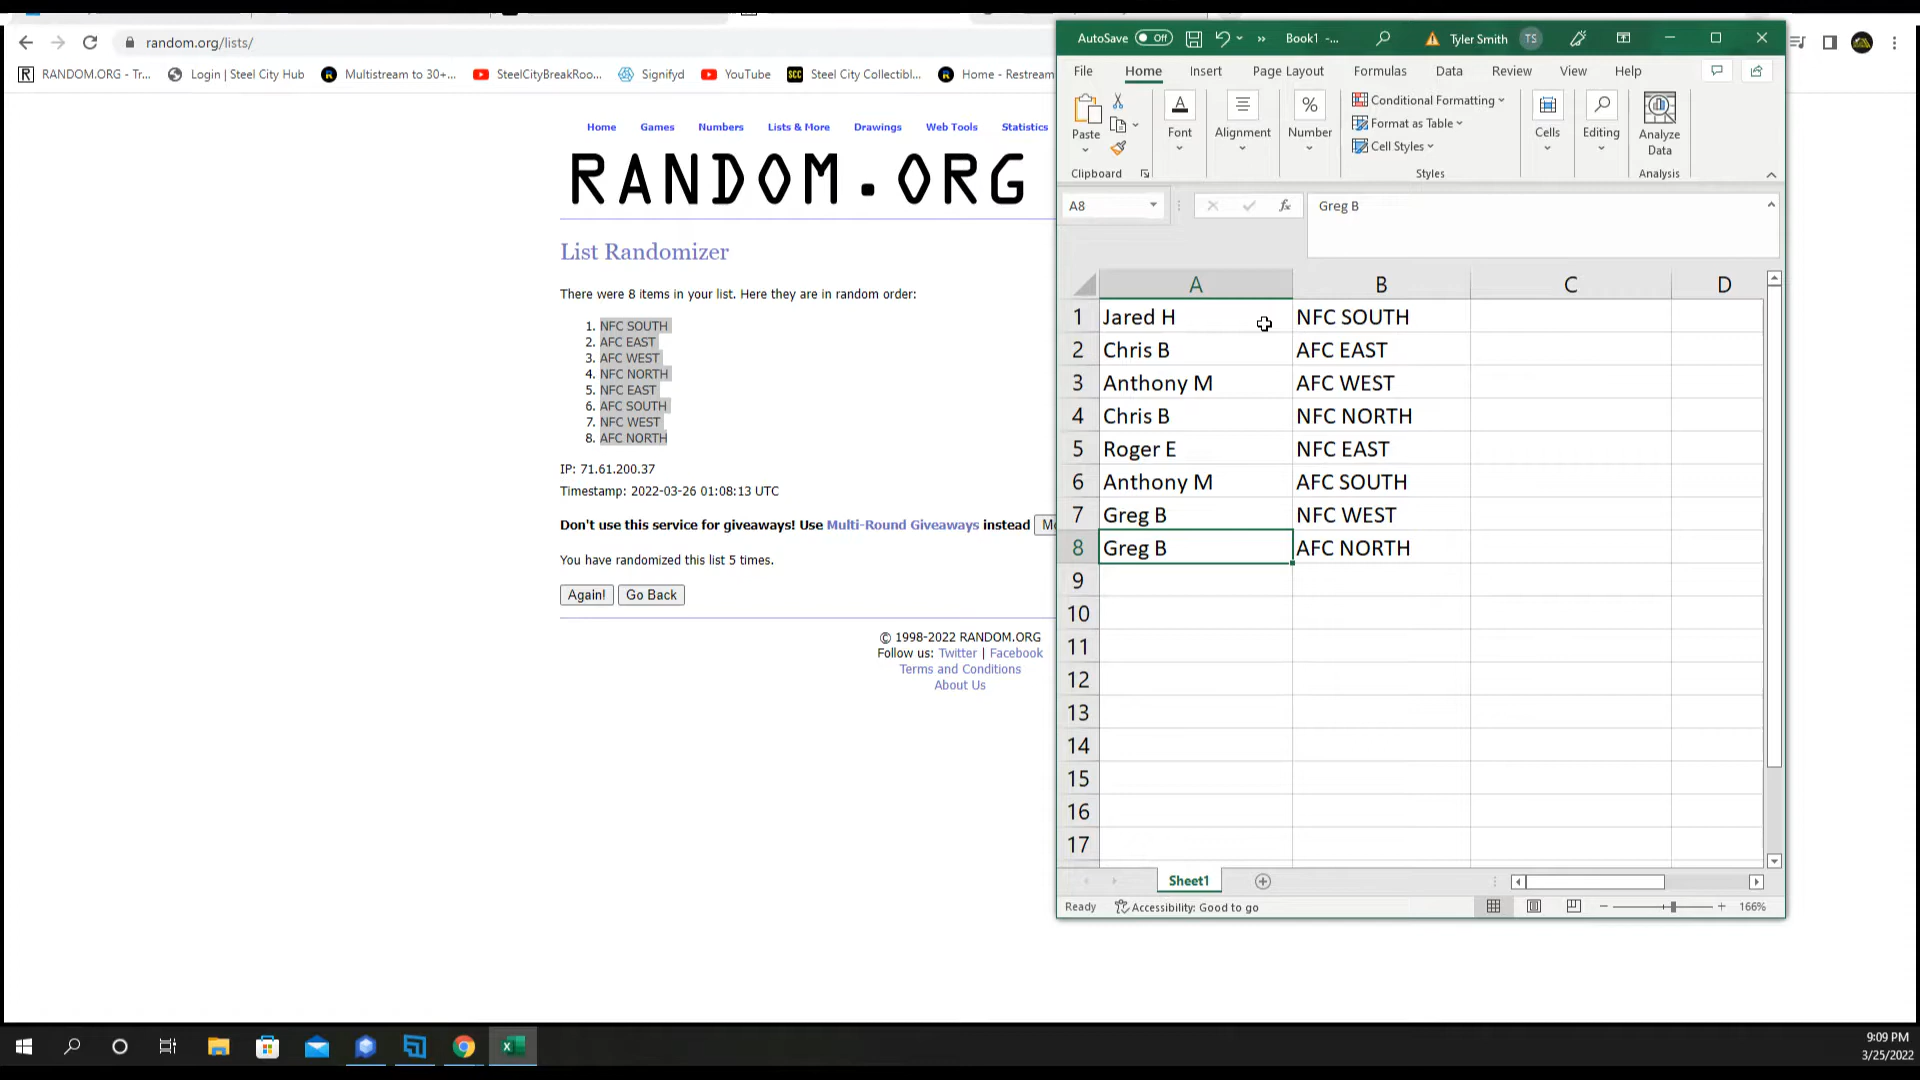 random.org/lists/
RANDOM.ORG - Tr...
Login | Steel City Hub
Multistream to 30+...
SteelCityBreakRoo...
Signifyd
YouTube
Steel City Collectibl...
Home - Restream
Home Games Numbers Lists & More Drawings Web Tools Statistics
RANDOM.ORG
List Randomizer
There were 8 items in your list. Here they are in random order:
1. NFC SOUTH
2. AFC EAST
3. AFC WEST
4. NFC NORTH
5. NFC EAST
6. AFC SOUTH
7. NFC WEST
8. AFC NORTH
IP: 71.61.200.37
Timestamp: 2022-03-26 01:08:13 UTC
Don't use this service for giveaways! Use Multi-Round Giveaways instead
You have randomized this list 5 times.
Again! Go Back
© 1998-2022 RANDOM.ORG
Follow us: Twitter | Facebook
Terms and Conditions
About Us
AutoSave Off Book1 -... Tyler Smith TS
File Home Insert Page Layout Formulas Data Review View Help
Paste
Clipboard
Font
Alignment
%
Number
Conditional Formatting
Format as Table
Cell Styles
Styles
Cells
Editing
Analyze
Data
Analysis
A8 fx Greg B
A B C D
1 Jared H NFC SOUTH
2 Chris B AFC EAST
3 Anthony M AFC WEST
4 Chris B NFC NORTH
5 Roger E NFC EAST
6 Anthony M AFC SOUTH
7 Greg B NFC WEST
8 Greg B AFC NORTH
9
10
11
12
13
14
15
16
17
Sheet1
Ready Accessibility: Good to go 166%
9:09 PM
3/25/2022